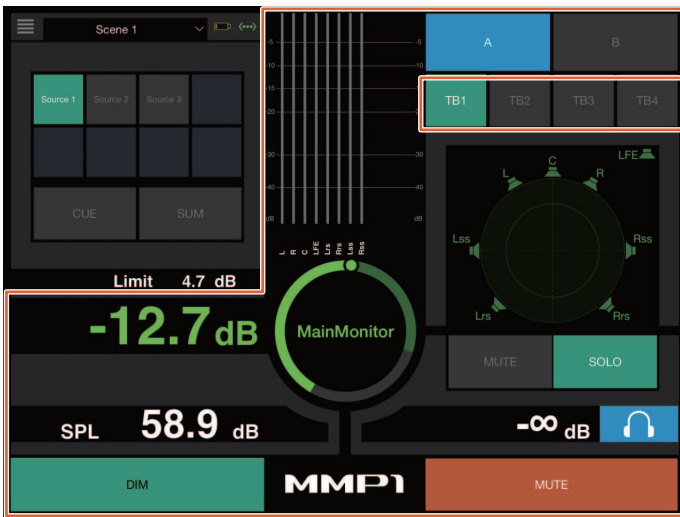 Scene 1
Source 1 Source 2 Source 3
CUE SUM
Limit 4.7 dB
-12.7 dB
SPL 58.9 dB
DIM
-5 -5
-10 -10
-15 -15
-20 -20
-30 -30
-40 -40
dB dB
L R C LFE Lrs Rrs Lss Rss
MainMonitor
MMP1
A B
TB1 TB2 TB3 TB4
LFE
L C R
Lss Rss
Lrs Rrs
MUTE SOLO
-∞ dB
MUTE